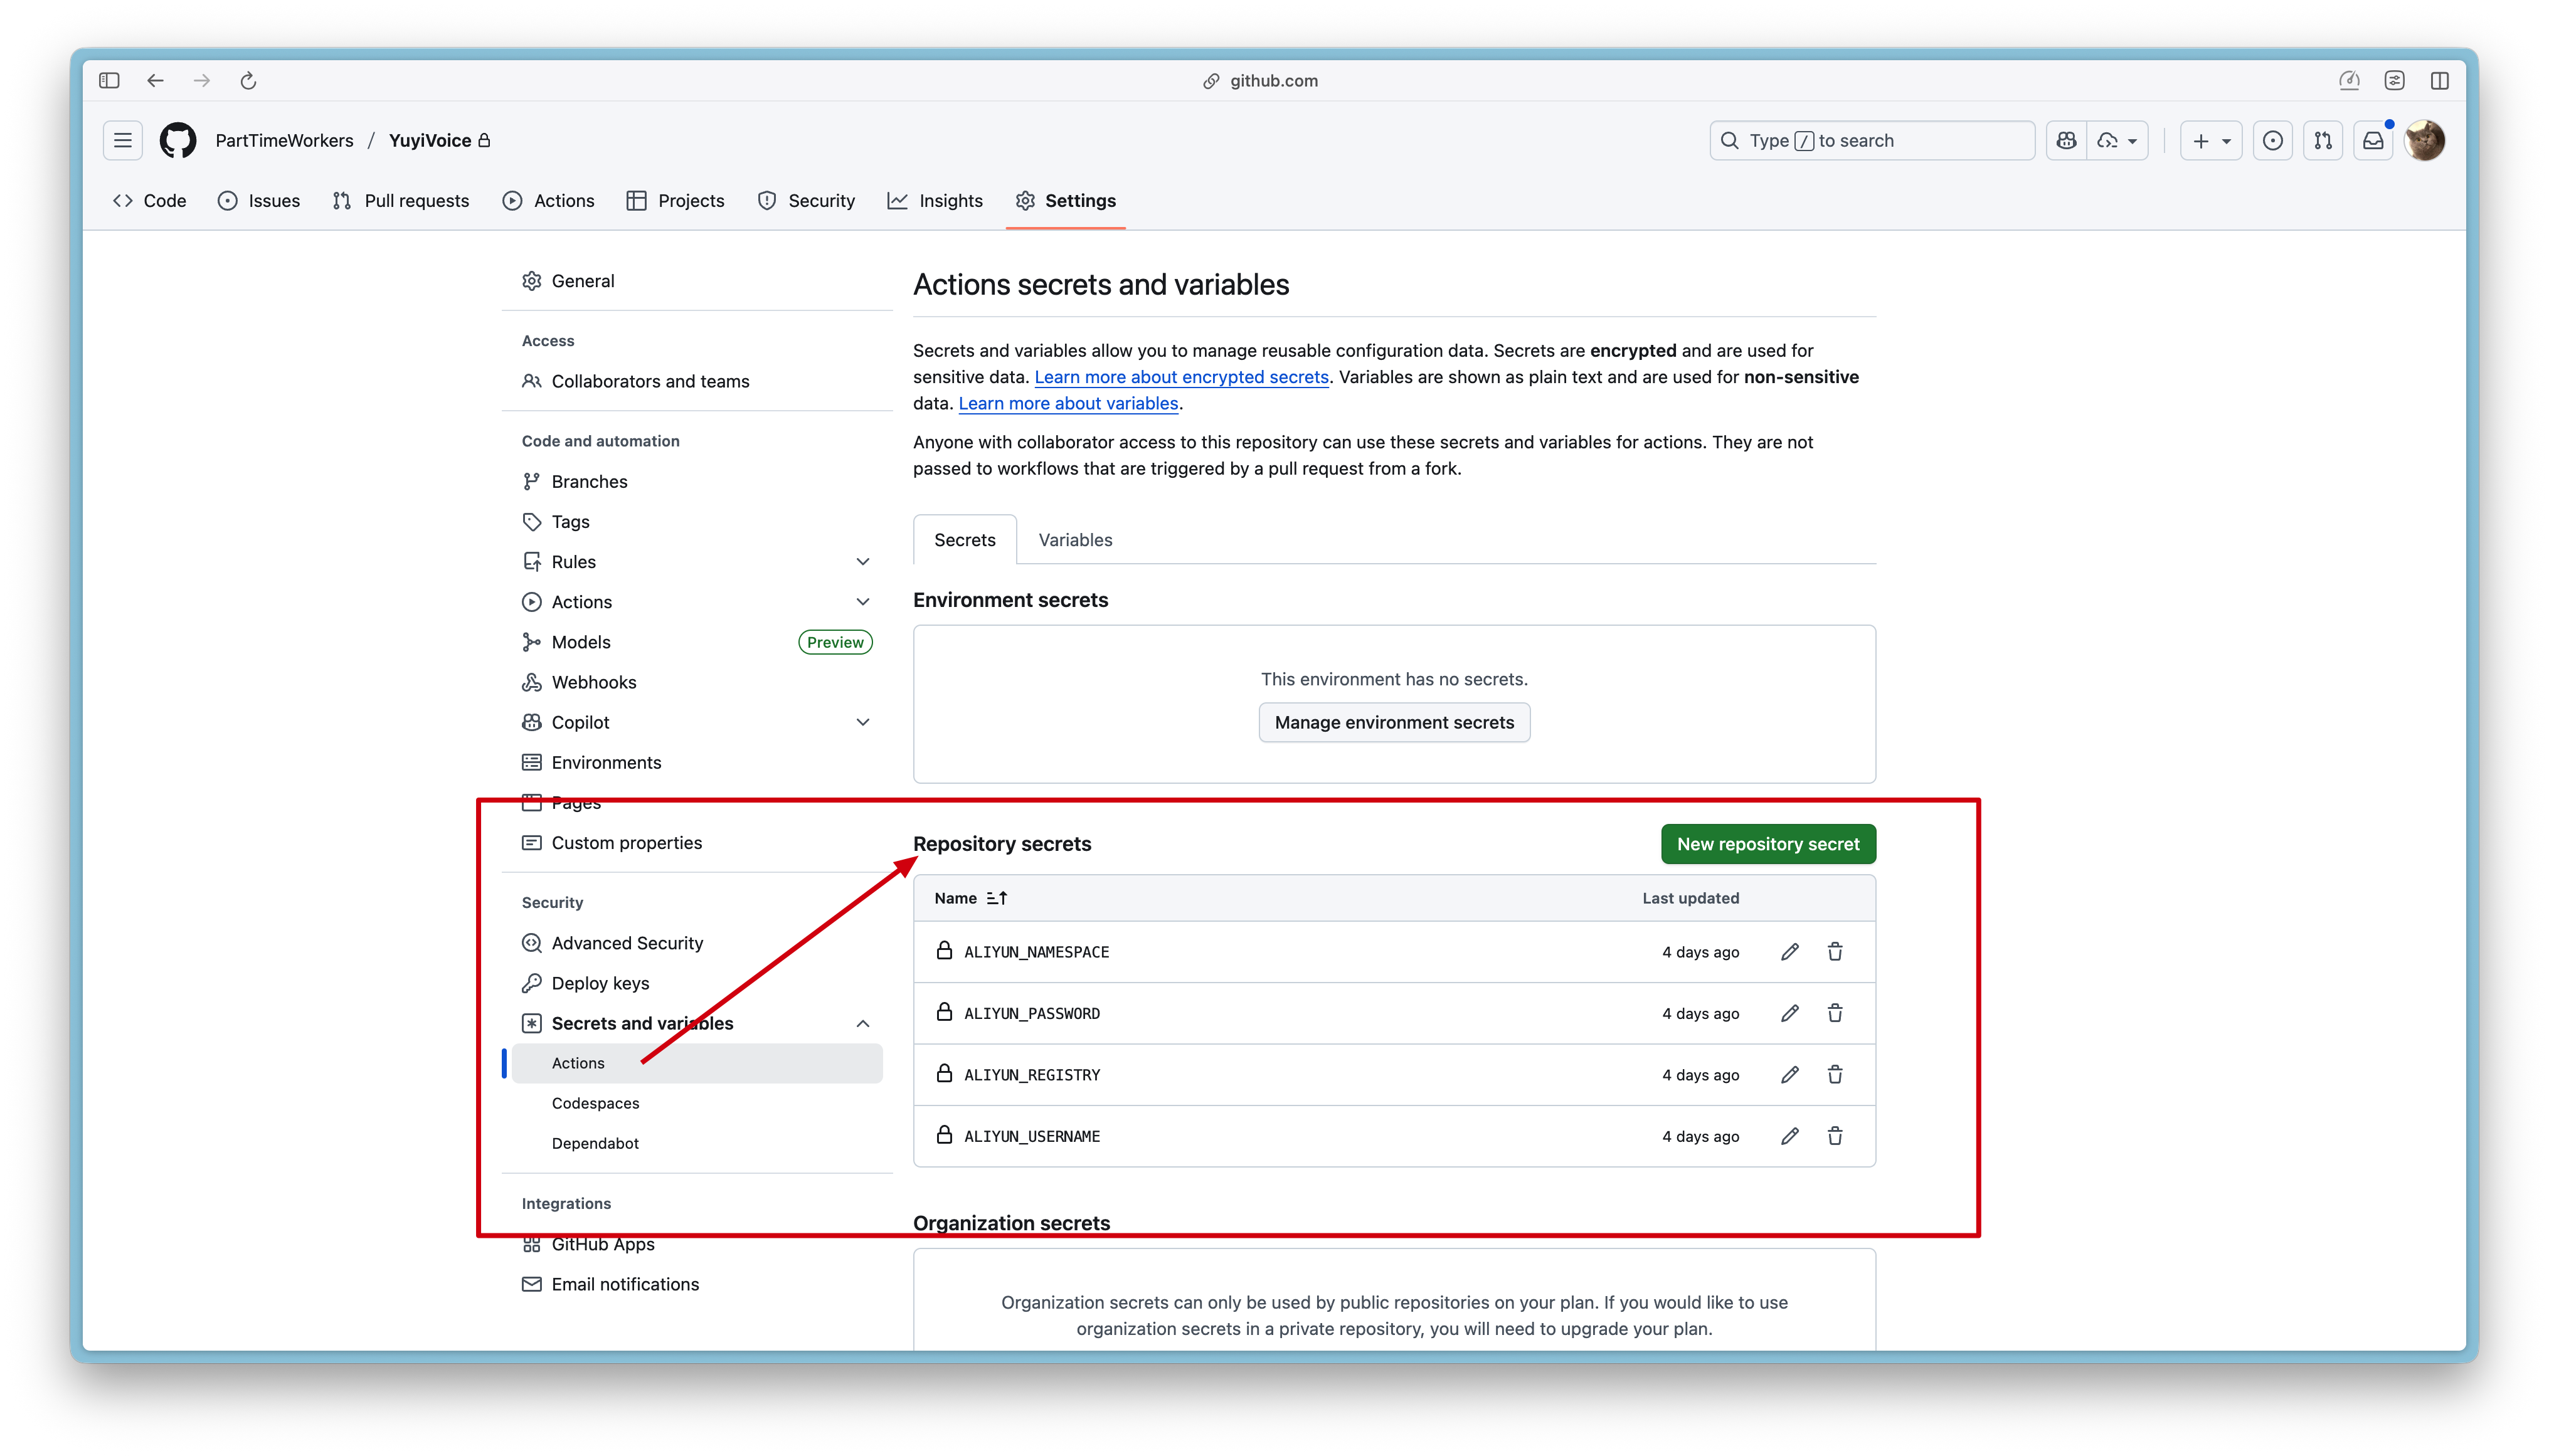 github.com
PartTimeWorkers / YuyiVoice
Type / to search
Code
Issues
Pull requests
Actions
Projects
Security
Insights
Settings
General
Access
Collaborators and teams
Code and automation
Branches
Tags
Rules
Actions
Models
Preview
Webhooks
Copilot
Environments
Pages
Custom properties
Security
Advanced Security
Deploy keys
Secrets and variables
Actions
Codespaces
Dependabot
Integrations
GitHub Apps
Email notifications
Actions secrets and variables
Secrets and variables allow you to manage reusable configuration data. Secrets are encrypted and are used for
sensitive data. Learn more about encrypted secrets. Variables are shown as plain text and are used for non-sensitive
data. Learn more about variables.
Anyone with collaborator access to this repository can use these secrets and variables for actions. They are not
passed to workflows that are triggered by a pull request from a fork.
Secrets
Variables
Environment secrets
This environment has no secrets.
Manage environment secrets
Repository secrets
New repository secret
Name
Last updated
ALIYUN_NAMESPACE
4 days ago
ALIYUN_PASSWORD
4 days ago
ALIYUN_REGISTRY
4 days ago
ALIYUN_USERNAME
4 days ago
Organization secrets
Organization secrets can only be used by public repositories on your plan. If you would like to use
organization secrets in a private repository, you will need to upgrade your plan.